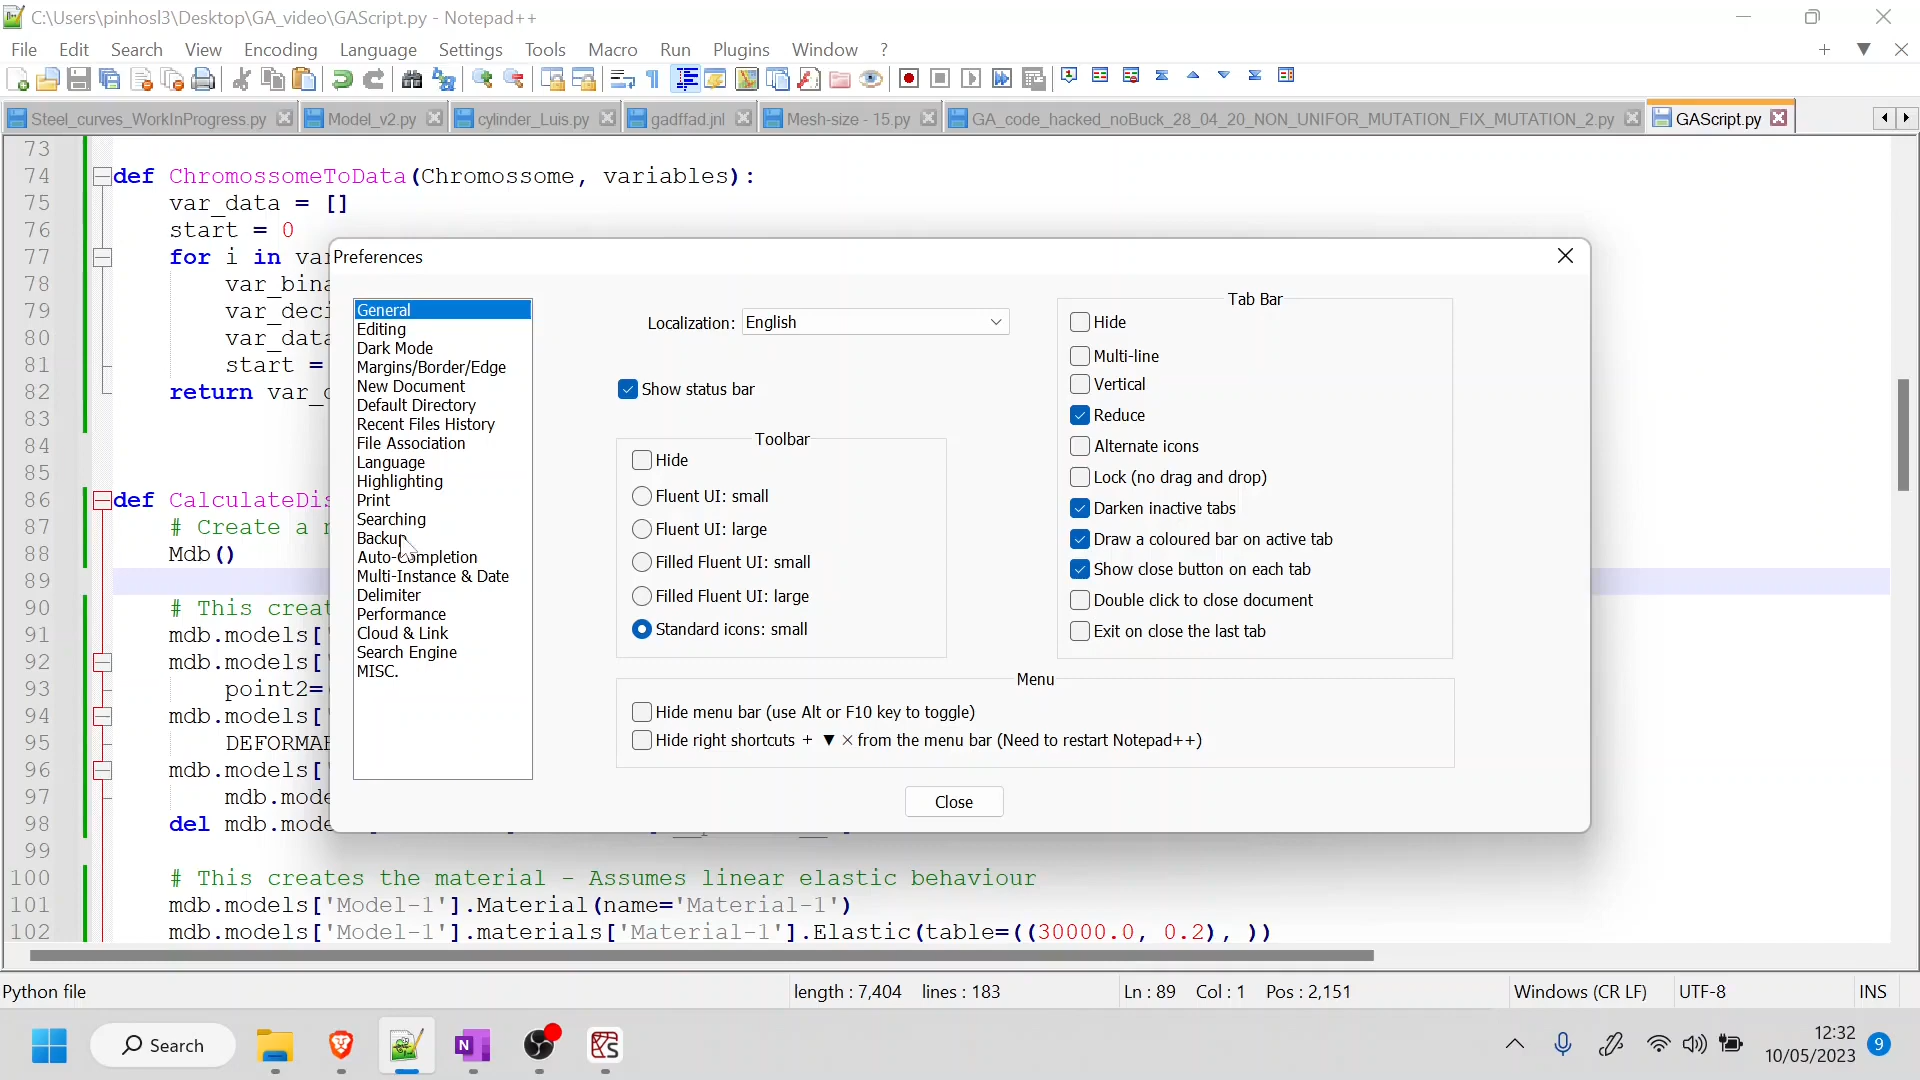 C:\Users\pinhosl3\Desktop\GA_video\GAScript.py - Notepad++
File Edit Search View Encoding Language Settings Tools Macro Run Plugins Window ?
Steel_curves_WorkInProgress.py Model_v2.py cylinder_Luis.py gadffad.jnl Mesh-size - 15.py GA_code_hacked_noBuck_28_04_20_NON_UNIFOR_MUTATION_FIX_MUTATION_2.py GAScript.py
73
74 def ChromossomeToData(Chromossome, variables):
75 var_data = []
76 start = 0
77 for i in var
78 var_bina
79 var_deci
80 var_data
81 start =
82 return var_d
83
84
85
86 def CalculateDis
87 # Create a n
88 Mdb()
89
90 # This creat
91 mdb.models['
92 mdb.models['
93 point2=
94 mdb.models['
95 DEFORMAB
96 mdb.models['
97 mdb.mode
98 del mdb.mode
99
100 # This creates the material - Assumes linear elastic behaviour
101 mdb.models['Model-1'].Material(name='Material-1')
102 mdb.models['Model-1'].materials['Material-1'].Elastic(table=((30000.0, 0.2), ))
Preferences
General
Editing
Dark Mode
Margins/Border/Edge
New Document
Default Directory
Recent Files History
File Association
Language
Highlighting
Print
Searching
Backup
Auto-Completion
Multi-Instance & Date
Delimiter
Performance
Cloud & Link
Search Engine
MISC.
Localization: English
Show status bar
Toolbar
Hide
Fluent UI: small
Fluent UI: large
Filled Fluent UI: small
Filled Fluent UI: large
Standard icons: small
Tab Bar
Hide
Multi-line
Vertical
Reduce
Alternate icons
Lock (no drag and drop)
Darken inactive tabs
Draw a coloured bar on active tab
Show close button on each tab
Double click to close document
Exit on close the last tab
Menu
Hide menu bar (use Alt or F10 key to toggle)
Hide right shortcuts + ▼ × from the menu bar (Need to restart Notepad++)
Close
Python file length : 7,404 lines : 183 Ln : 89 Col : 1 Pos : 2,151 Windows (CR LF) UTF-8 INS
Search
12:32
10/05/2023
9